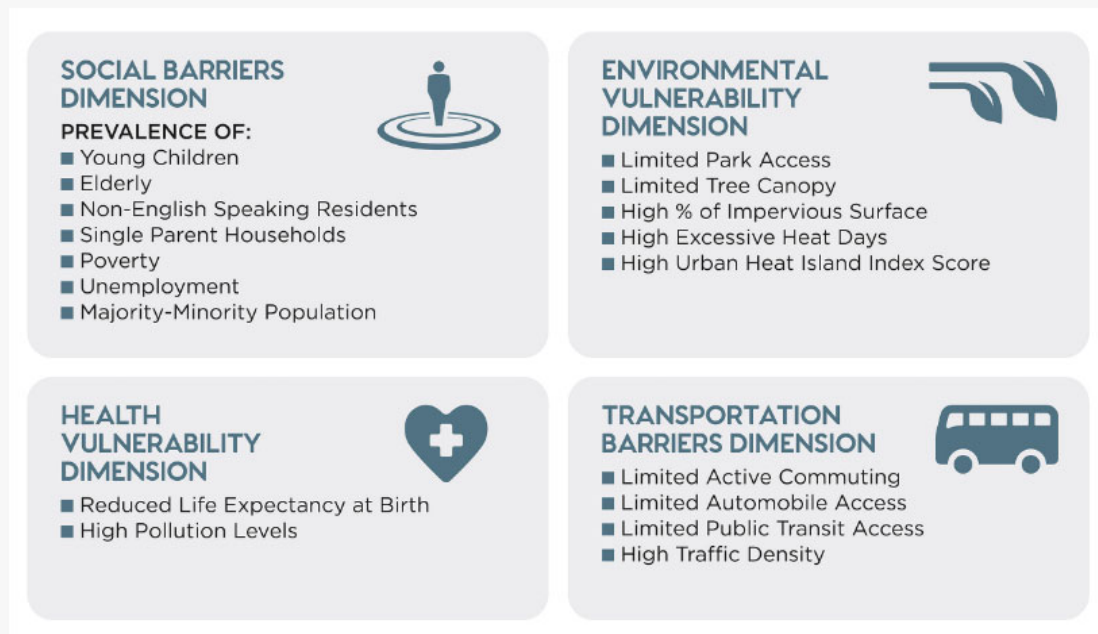 SOCIAL BARRIERS
DIMENSION
PREVALENCE OF:
■ Young Children
■ Elderly
■ Non-English Speaking Residents
■ Single Parent Households
■ Poverty
■ Unemployment
■ Majority-Minority Population
ENVIRONMENTAL
VULNERABILITY
DIMENSION
■ Limited Park Access
■ Limited Tree Canopy
■ High % of Impervious Surface
■ High Excessive Heat Days
■ High Urban Heat Island Index Score
HEALTH
VULNERABILITY
DIMENSION
■ Reduced Life Expectancy at Birth
■ High Pollution Levels
TRANSPORTATION
BARRIERS DIMENSION
■ Limited Active Commuting
■ Limited Automobile Access
■ Limited Public Transit Access
■ High Traffic Density